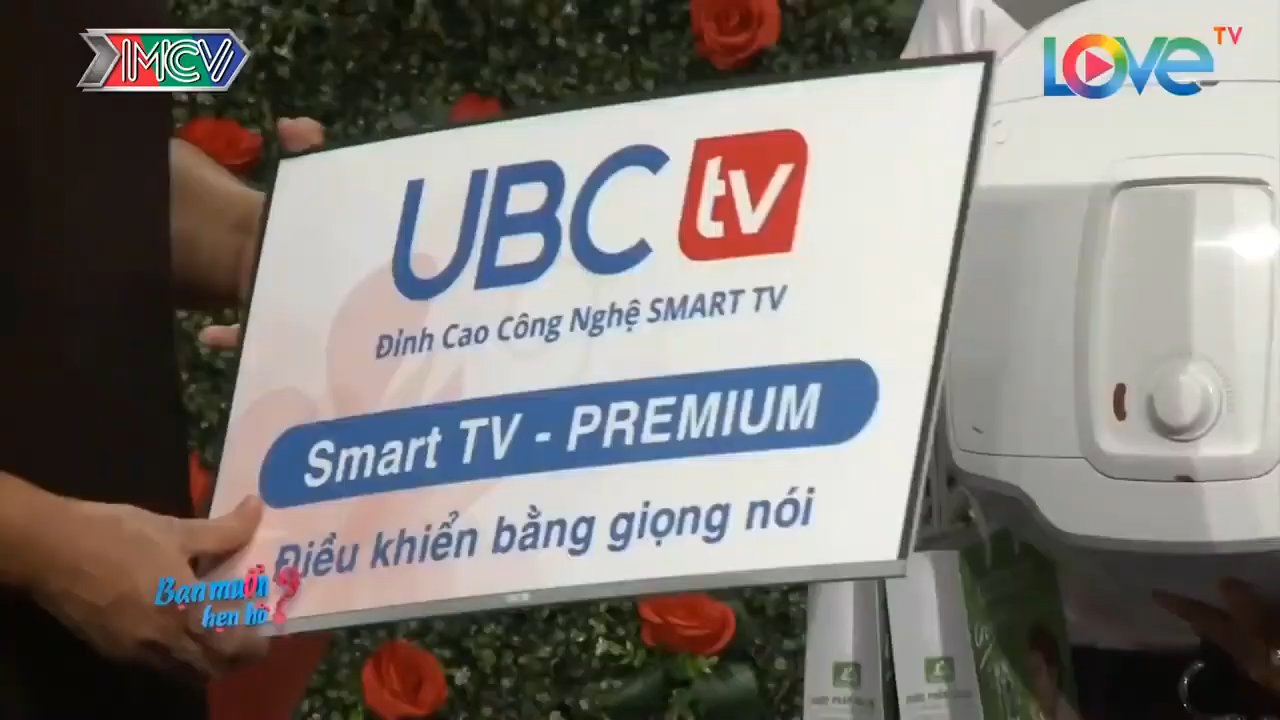 MCV
LOVE TV
UBC tv
Đỉnh Cao Công Nghệ SMART TV
Smart TV - PREMIUM
Điều khiển bằng giọng nói
Bạn muốn
hẹn hò?